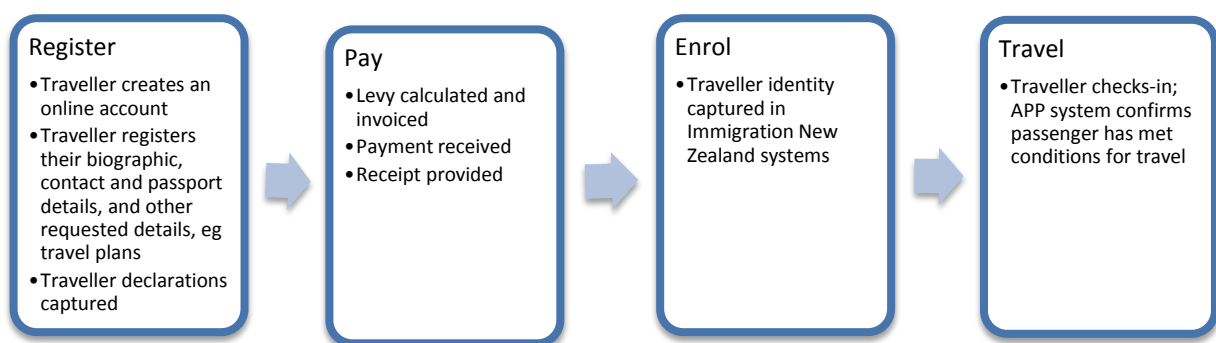 Register
•Traveller creates an
online account
•Traveller registers
their biographic,
contact and passport
details, and other
requested details, eg
travel plans
•Traveller declarations
captured
Pay
•Levy calculated and
invoiced
•Payment received
•Receipt provided
Enrol
•Traveller identity
captured in
Immigration New
Zealand systems
Travel
•Traveller checks-in;
APP system confirms
passenger has met
conditions for travel